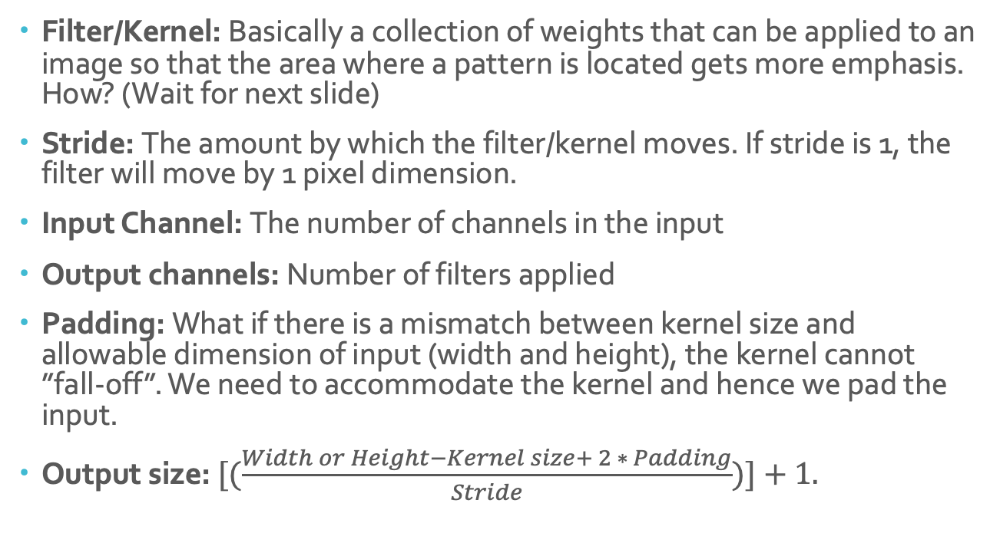 • Filter/Kernel: Basically a collection of weights that can be applied to an
image so that the area where a pattern is located gets more emphasis.
How? (Wait for next slide)
• Stride: The amount by which the filter/kernel moves. If stride is 1, the
filter will move by 1 pixel dimension.
• Input Channel: The number of channels in the input
• Output channels: Number of filters applied
• Padding: What if there is a mismatch between kernel size and
allowable dimension of input (width and height), the kernel cannot
”fall-off”. We need to accommodate the kernel and hence we pad the
input.
• Output size: [(\frac{Width or Height−Kernel size+ 2 * Padding}{Stride})] + 1.